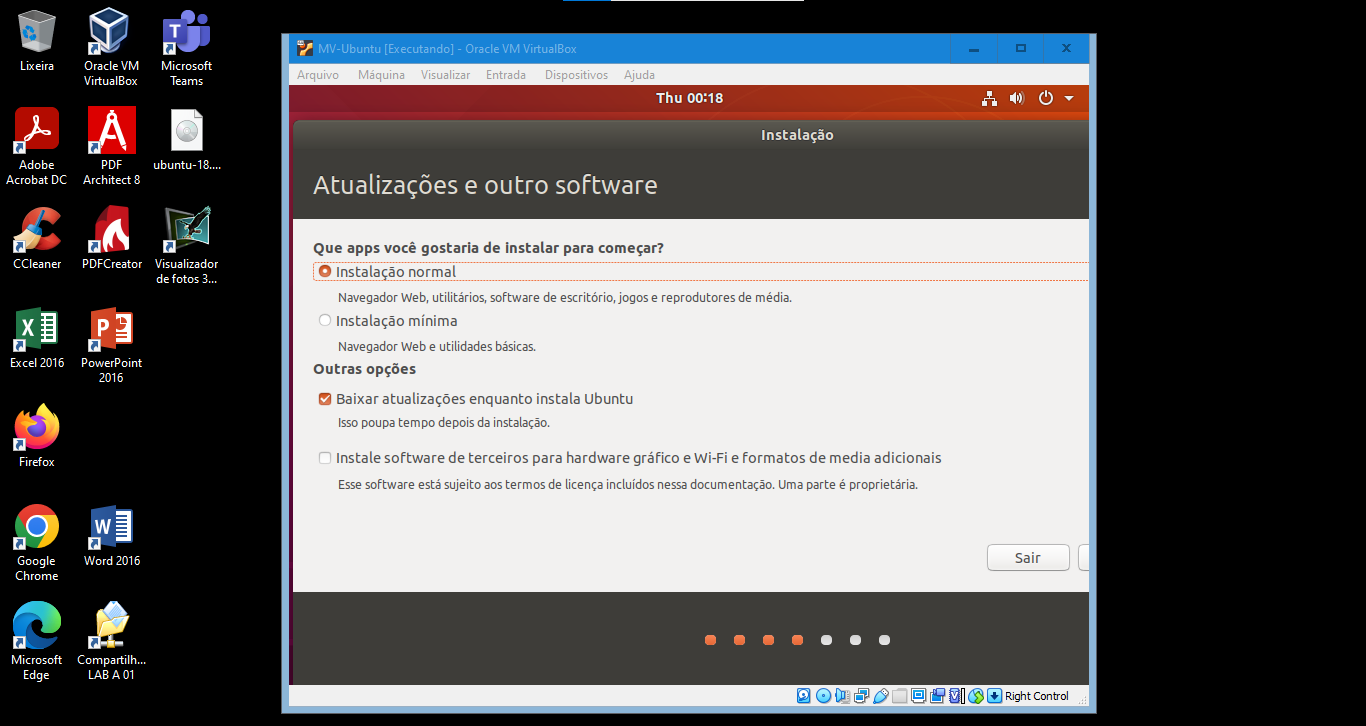 Lixeira
Oracle VM
VirtualBox
Microsoft
Teams
Adobe
Acrobat DC
PDF
Architect 8
ubuntu-18....
CCleaner
PDFCreator
Visualizador
de fotos 3...
Excel 2016
PowerPoint
2016
Firefox
Google
Chrome
Word 2016
Microsoft
Edge
Compartilh...
LAB A 01
MV-Ubuntu [Executando] - Oracle VM VirtualBox
Arquivo Máquina Visualizar Entrada Dispositivos Ajuda
Thu 00:18
Instalação
Atualizações e outro software
Que apps você gostaria de instalar para começar?
Instalação normal
Navegador Web, utilitários, software de escritório, jogos e reprodutores de média.
Instalação mínima
Navegador Web e utilidades básicas.
Outras opções
Baixar atualizações enquanto instala Ubuntu
Isso poupa tempo depois da instalação.
Instale software de terceiros para hardware gráfico e Wi-Fi e formatos de media adicionais
Esse software está sujeito aos termos de licença incluídos nessa documentação. Uma parte é proprietária.
Sair
Right Control